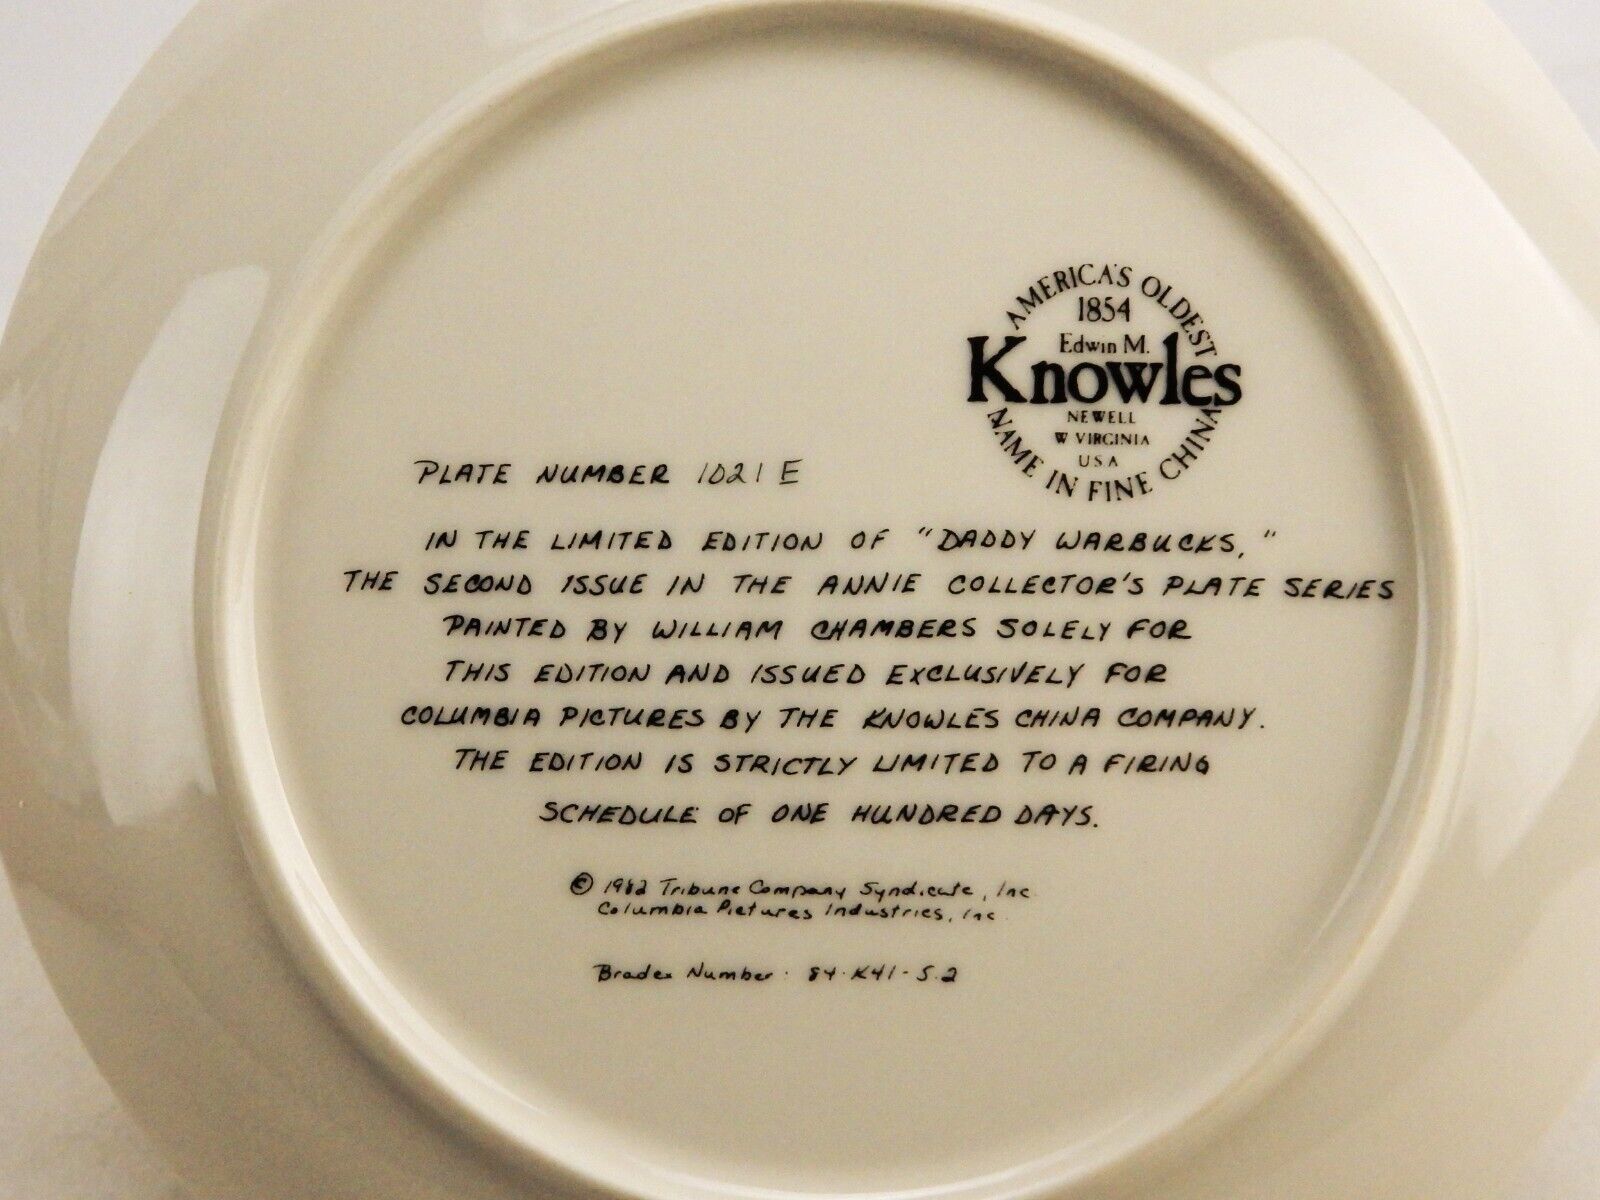 AMERICA'S OLDEST
1854
Edwin M.
Knowles
NEWELL
W VIRGINIA
USA
NAME IN FINE CHINA
PLATE NUMBER 1021 E
IN THE LIMITED EDITION OF "DADDY WARBUCKS,"
THE SECOND ISSUE IN THE ANNIE COLLECTOR'S PLATE SERIES
PAINTED BY WILLIAM CHAMBERS SOLELY FOR
THIS EDITION AND ISSUED EXCLUSIVELY FOR
COLUMBIA PICTURES BY THE KNOWLES CHINA COMPANY.
THE EDITION IS STRICTLY LIMITED TO A FIRING
SCHEDULE OF ONE HUNDRED DAYS.
© 1982 Tribune Company Syndicate, Inc
Columbia Pictures Industries, Inc
Bradex Number: 84-K41-5.2